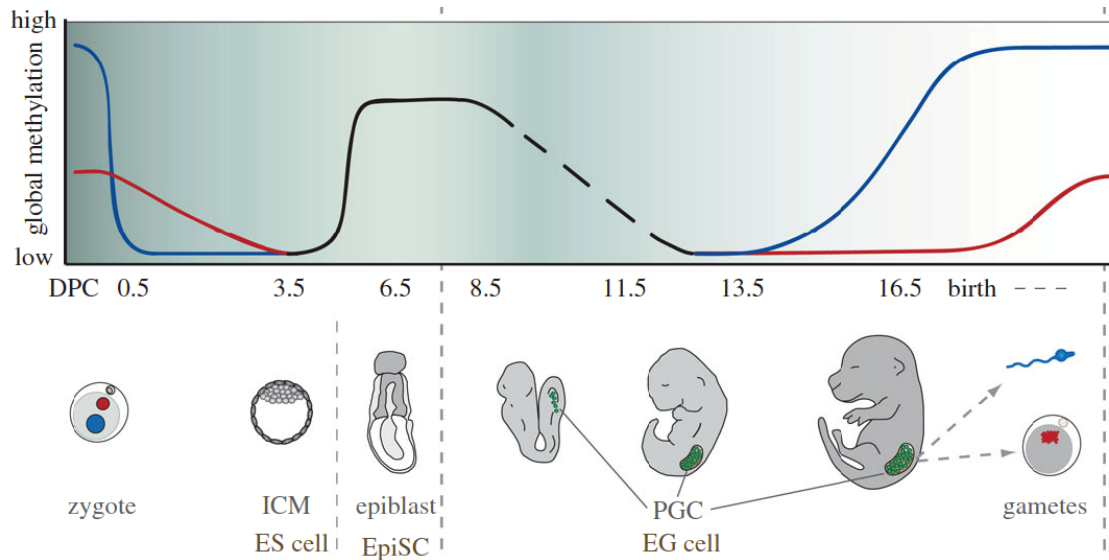 high
global methylation
low
DPC 0.5 3.5 6.5 8.5 11.5 13.5 16.5 birth
zygote ICM epiblast PGC gametes
ES cell EpiSC EG cell